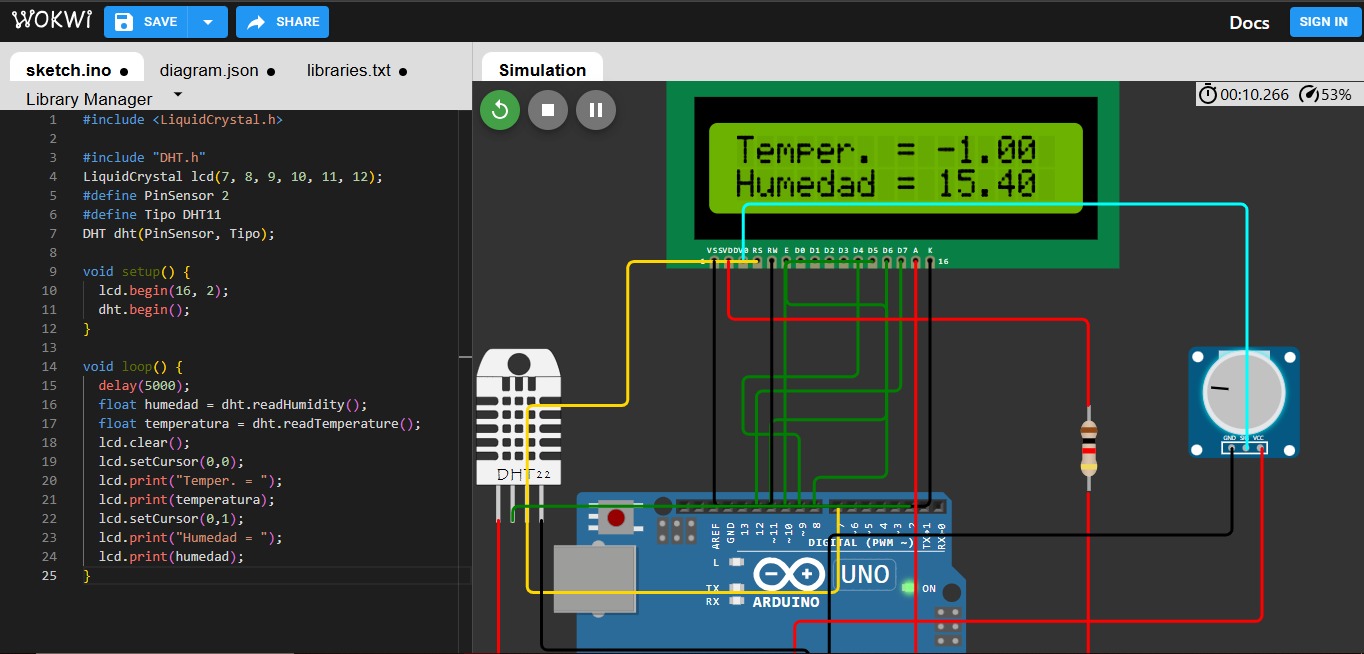 WOKWI SAVE SHARE Docs SIGN IN
sketch.ino ● diagram.json ● libraries.txt ●
Library Manager
Simulation
00:10.266 53%
1 #include <LiquidCrystal.h>
2
3 #include "DHT.h"
4 LiquidCrystal lcd(7, 8, 9, 10, 11, 12);
5 #define PinSensor 2
6 #define Tipo DHT11
7 DHT dht(PinSensor, Tipo);
8
9 void setup() {
10 lcd.begin(16, 2);
11 dht.begin();
12 }
13
14 void loop() {
15 delay(5000);
16 float humedad = dht.readHumidity();
17 float temperatura = dht.readTemperature();
18 lcd.clear();
19 lcd.setCursor(0,0);
20 lcd.print("Temper. = ");
21 lcd.print(temperatura);
22 lcd.setCursor(0,1);
23 lcd.print("Humedad = ");
24 lcd.print(humedad);
25 }
Temper. = -1.00
Humedad = 15.40
VSS VDD V0 RS RW E D0 D1 D2 D3 D4 D5 D6 D7 A K
1 16
DHT22
GND SIG VCC
AREF GND 13 12 ~11 ~10 ~9 8 7 ~6 ~5 4 ~3 2 TX→1 RX←0
DIGITAL (PWM ~)
L
TX
RX
UNO
ON
ARDUINO